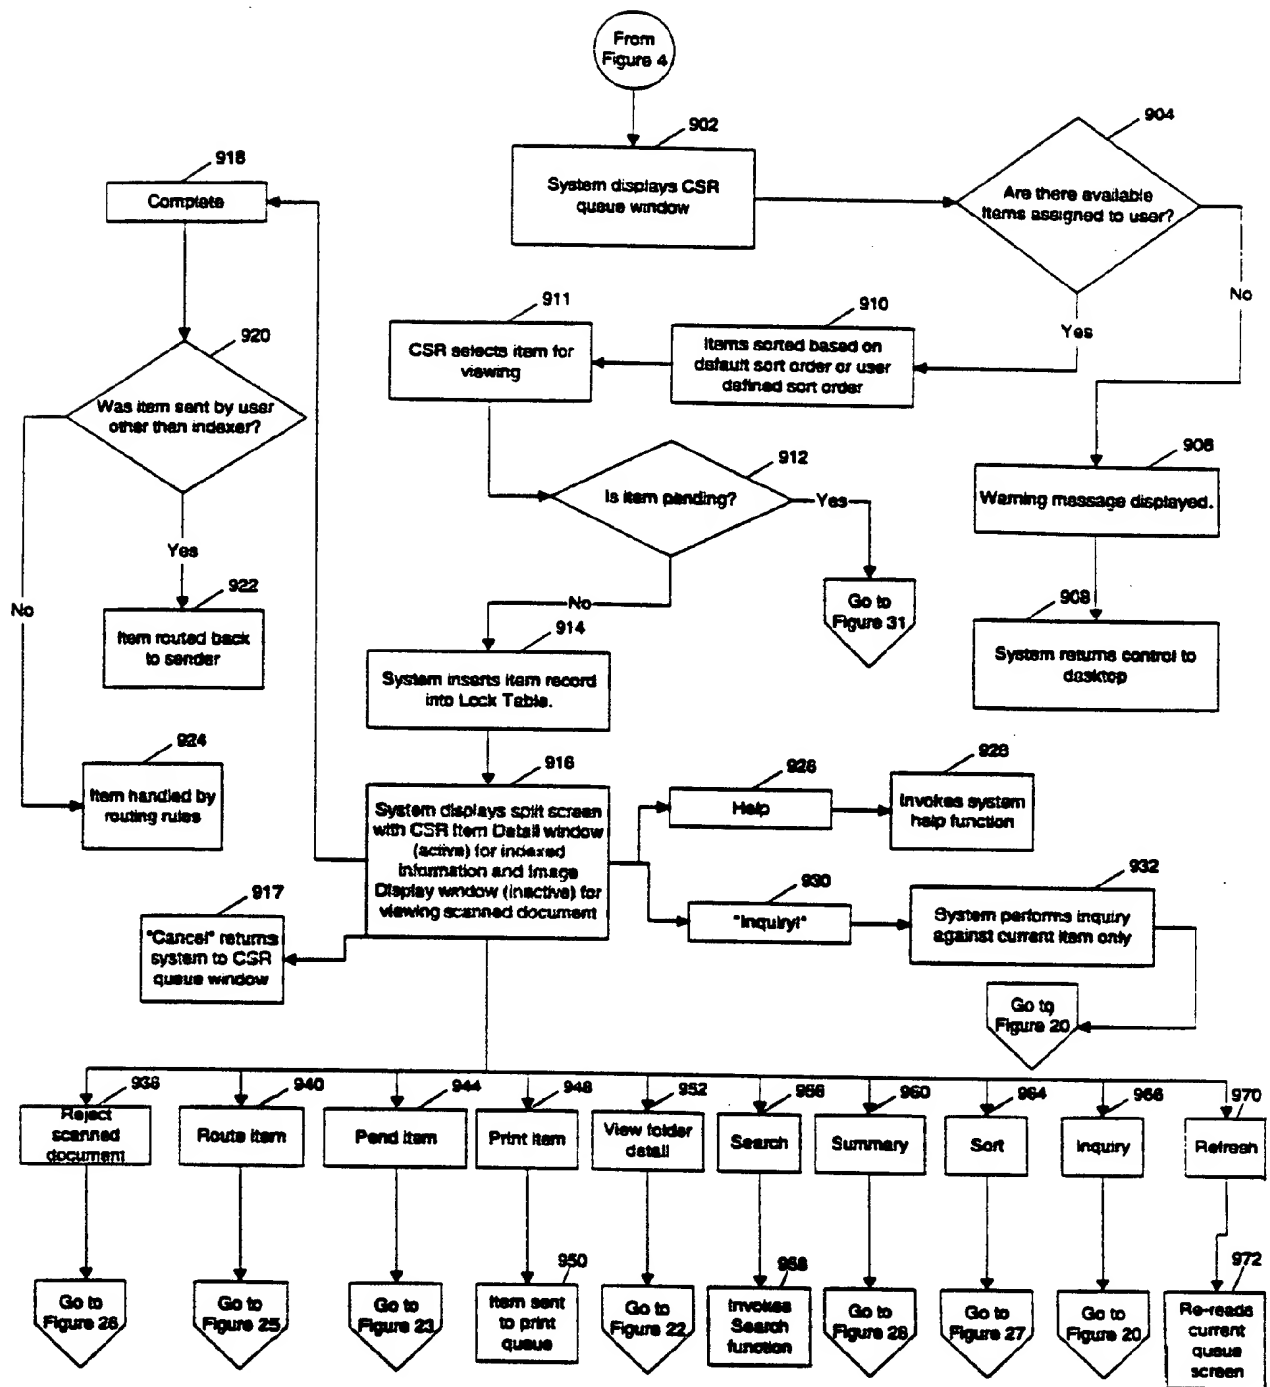 From
Figure 4
902
System displays CSR
queue window
904
Are there available
items assigned to user?
No
Yes
910
Items sorted based on
default sort order or user
defined sort order
911
CSR selects item for
viewing
912
Is item pending?
Yes
Go to
Figure 31
No
906
Warning message displayed.
908
System returns control to
desktop
918
Complete
920
Was item sent by user
other than indexer?
Yes
No
922
Item routed back
to sender
924
Item handled by
routing rules
914
System inserts item record
into Lock Table.
916
System displays split screen
with CSR Item Detail window
(active) for indexed
information and Image
Display window (inactive) for
viewing scanned document
917
"Cancel" returns
system to CSR
queue window
926
Help
928
Invokes system
help function
930
"Inquiry!"
932
System performs inquiry
against current item only
Go to
Figure 20
936
Reject
scanned
document
940
Route item
944
Pend item
948
Print item
952
View folder
detail
956
Search
960
Summary
964
Sort
966
Inquiry
970
Refresh
Go to
Figure 26
Go to
Figure 25
Go to
Figure 23
950
Item sent
to print
queue
Go to
Figure 22
958
Invokes
Search
function
Go to
Figure 28
Go to
Figure 27
Go to
Figure 20
972
Re-reads
current
queue
screen